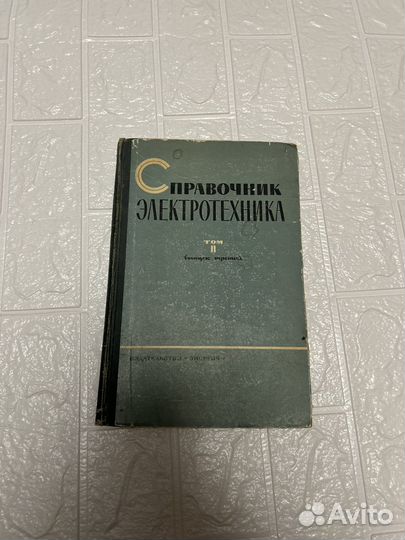 СПРАВОЧНИК
ЭЛЕКТРОТЕХНИКА
ТОМ
II
ИЗДАТЕЛЬСТВО «ЭНЕРГИЯ»
Avito